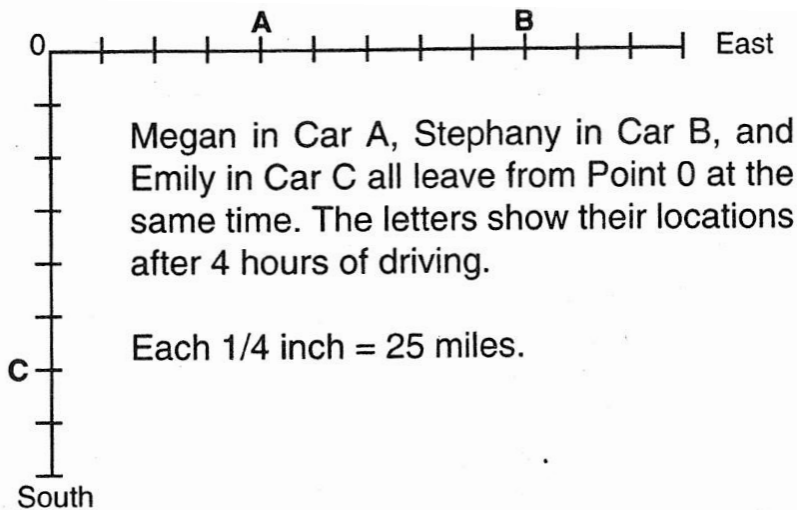 A B
0 East
Megan in Car A, Stephany in Car B, and
Emily in Car C all leave from Point 0 at the
same time. The letters show their locations
after 4 hours of driving.
Each 1/4 inch = 25 miles.
C
South